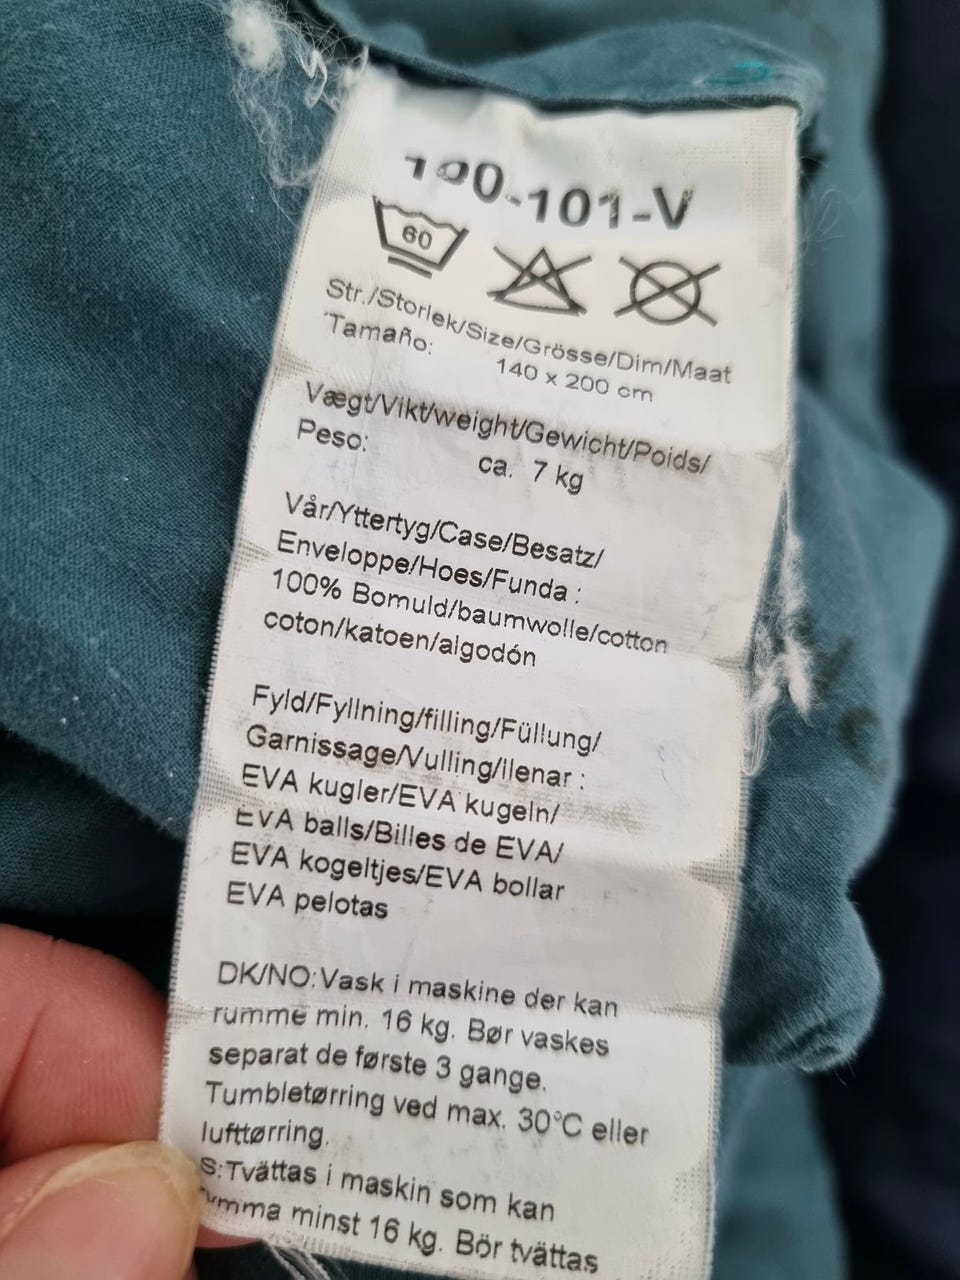 100-101-V
60
Str./Storlek/Size/Grösse/Dim/Maat
Tamaño: 140 x 200 cm
Vægt/Vikt/weight/Gewicht/Poids/
Peso: ca. 7 kg
Vår/Yttertyg/Case/Besatz/
Enveloppe/Hoes/Funda :
100% Bomuld/baumwolle/cotton
coton/katoen/algodón
Fyld/Fyllning/filling/Füllung/
Garnissage/Vulling/llenar :
EVA kugler/EVA kugeln/
EVA balls/Billes de EVA/
EVA kogeltjes/EVA bollar
EVA pelotas
DK/NO:Vask i maskine der kan
rumme min. 16 kg. Bør vaskes
separat de første 3 gange.
Tumbletørring ved max. 30°C eller
lufttørring.
S:Tvättas i maskin som kan
rymma minst 16 kg. Bör tvättas